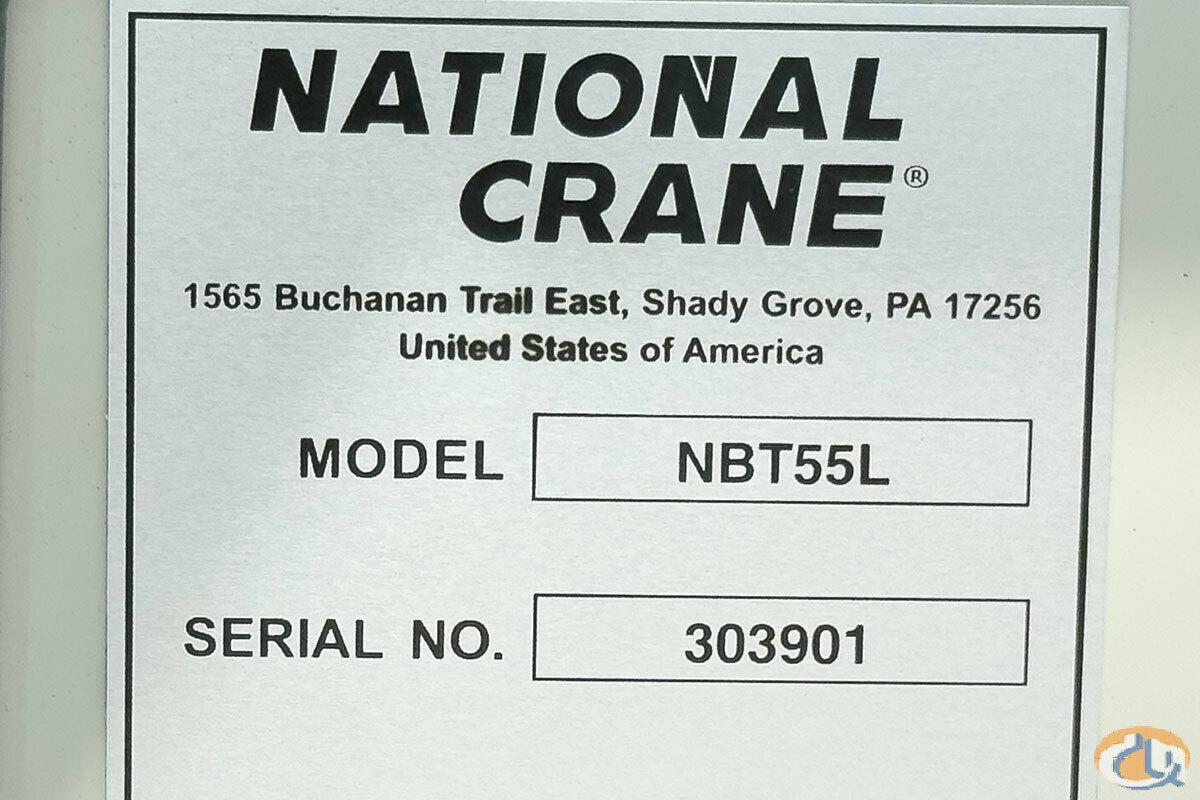 NATIONAL
CRANE®
1565 Buchanan Trail East, Shady Grove, PA 17256
United States of America
MODEL NBT55L
SERIAL NO. 303901